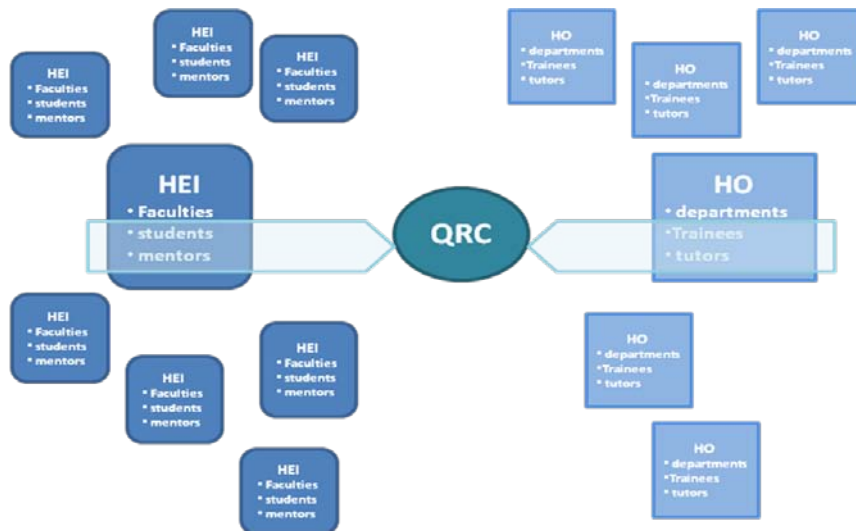 HEI
▪ Faculties
▪ students
▪ mentors
HEI
▪ Faculties
▪ students
▪ mentors
HEI
▪ Faculties
▪ students
▪ mentors
HO
▪ departments
▪Trainees
▪ tutors
HO
▪ departments
▪Trainees
▪ tutors
HO
▪ departments
▪Trainees
▪ tutors
HEI
▪ Faculties
▪ students
▪ mentors
QRC
HO
▪ departments
▪Trainees
▪ tutors
HEI
▪ Faculties
▪ students
▪ mentors
HEI
▪ Faculties
▪ students
▪ mentors
HEI
▪ Faculties
▪ students
▪ mentors
HEI
▪ Faculties
▪ students
▪ mentors
HO
▪ departments
▪Trainees
▪ tutors
HO
▪ departments
▪Trainees
▪ tutors